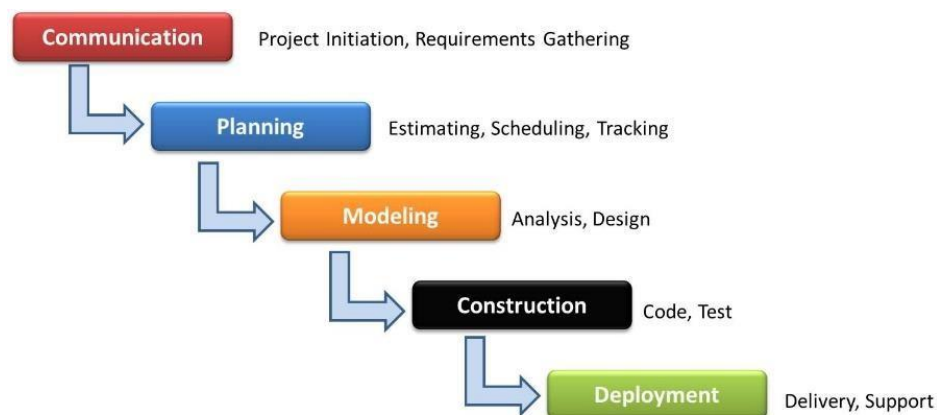 Communication Project Initiation, Requirements Gathering
Planning Estimating, Scheduling, Tracking
Modeling Analysis, Design
Construction Code, Test
Deployment Delivery, Support